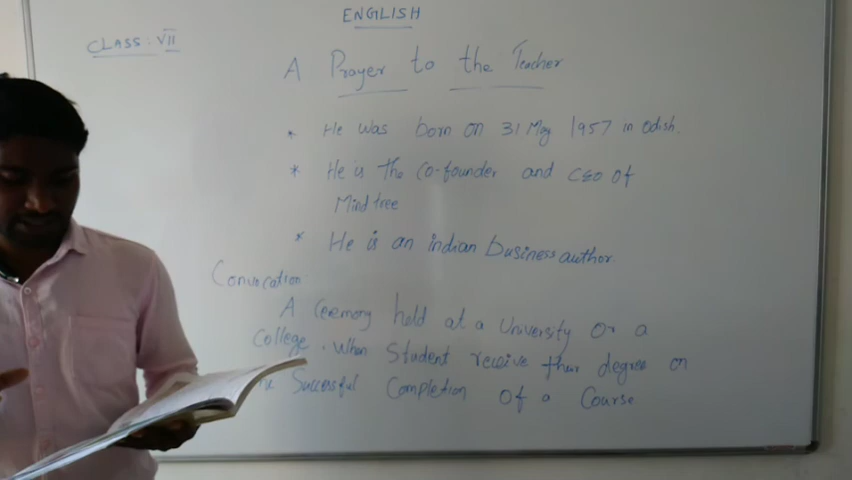 ENGLISH
CLASS: VII
A Prayer to the Teacher
* He was born on 31 May 1957 in Odish.
* He is the co-founder and CEO of
Mindtree
* He is an indian business author.
Convocation
A ceremony held at a University or a
College. When Student receive their degree on
Successful Completion of a Course